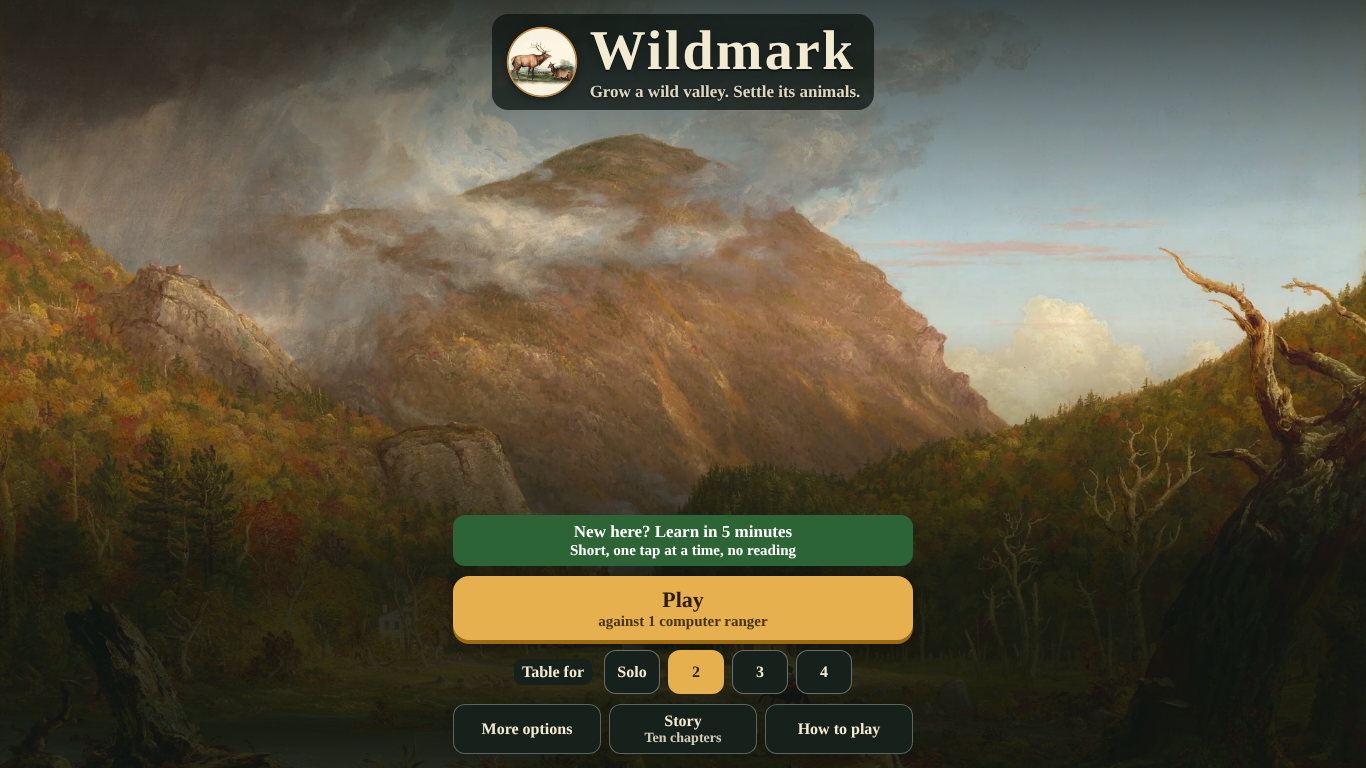 Wildmark
Grow a wild valley. Settle its animals.
New here? Learn in 5 minutes
Short, one tap at a time, no reading
Play
against 1 computer ranger
Table for
Solo
2
3
4
More options
Story
Ten chapters
How to play